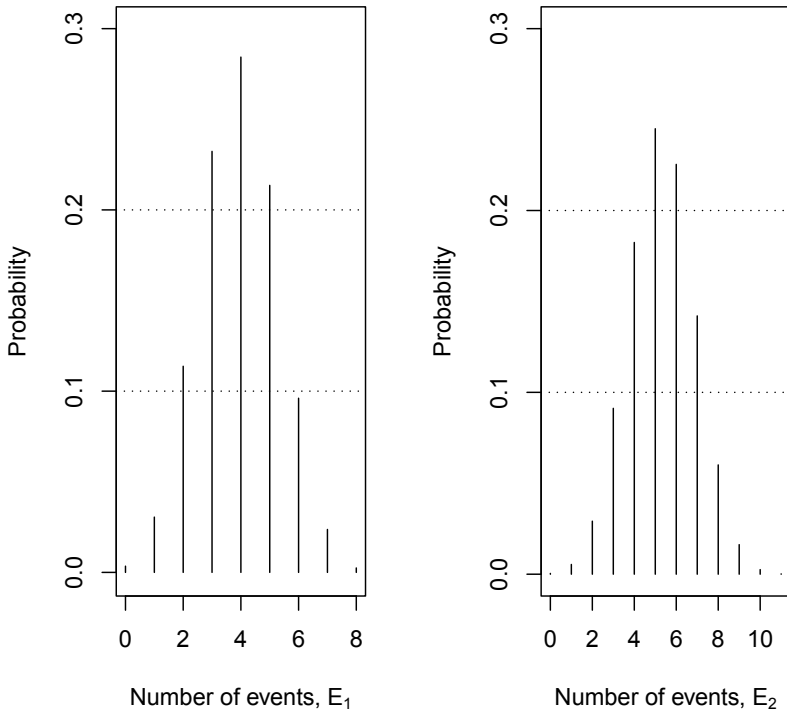 0.3
0.2
0.1
0.0
Probability
0 2 4 6 8
Number of events, E₁
0.3
0.2
0.1
0.0
Probability
0 2 4 6 8 10
Number of events, E₂